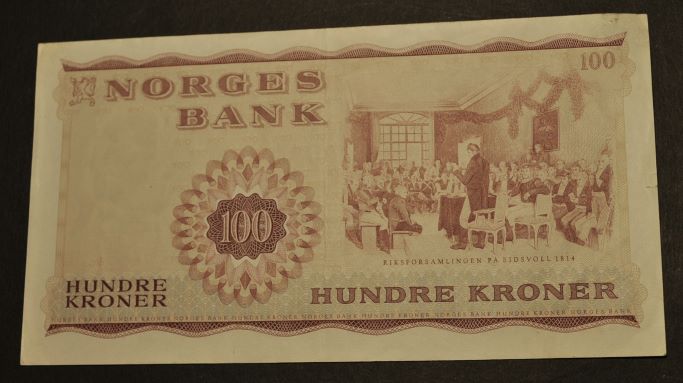 NORGES
BANK
100
100
RIKSFORSAMLINGEN PÅ EIDSVOLL 1814
HUNDRE
KRONER
HUNDRE KRONER
NORGES BANK HUNDRE KRONER NORGES BANK HUNDRE KRONER NORGES BANK HUNDRE KRONER NORGES BANK HUNDRE KRONER NORGES BANK